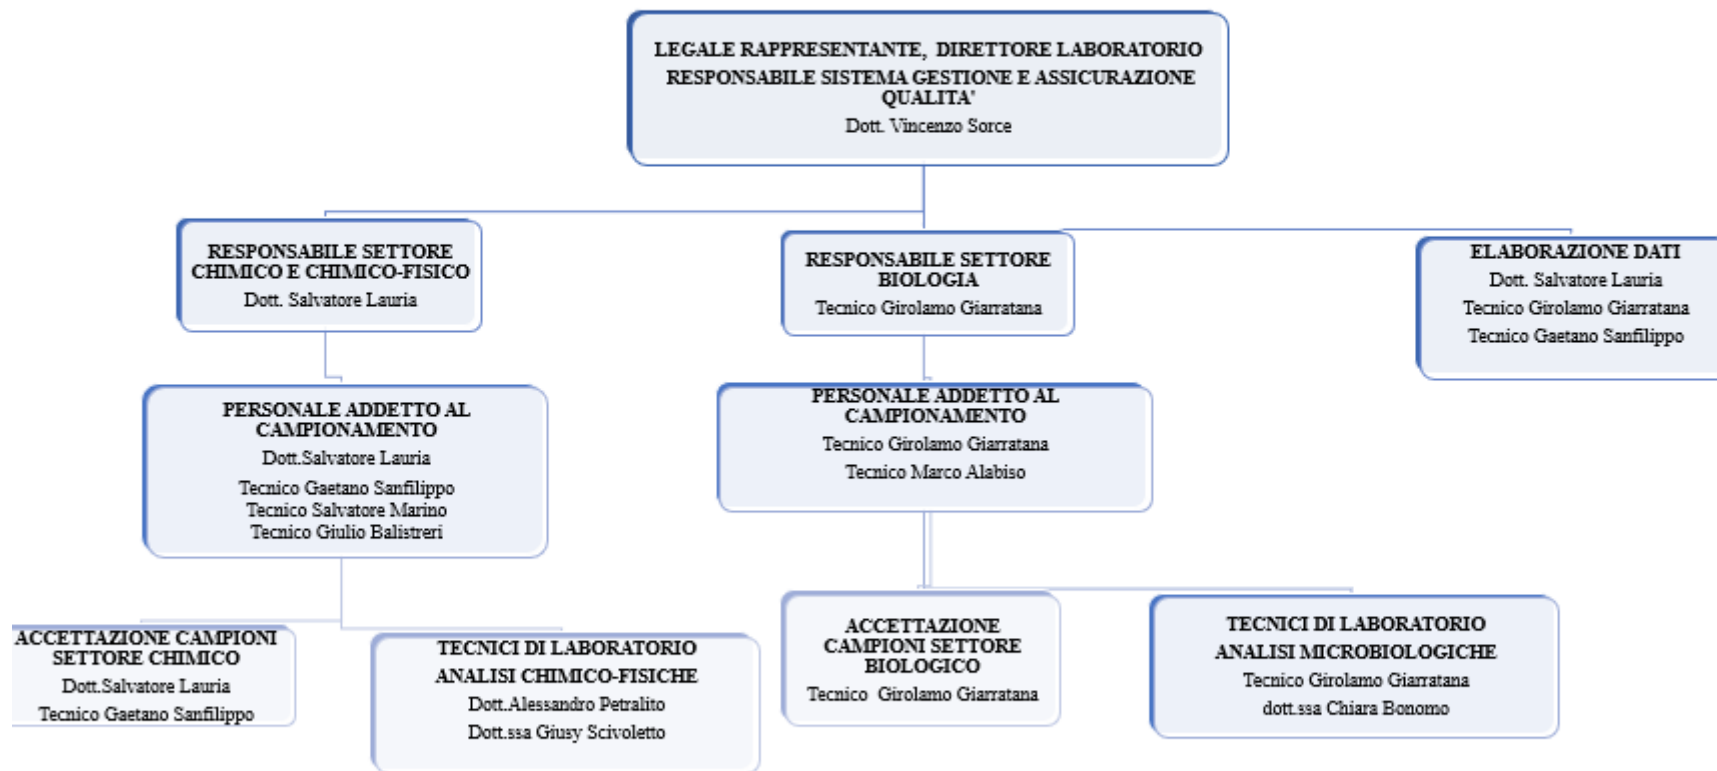 LEGALE RAPPRESENTANTE, DIRETTORE LABORATORIO
RESPONSABILE SISTEMA GESTIONE E ASSICURAZIONE
QUALITA'
Dott. Vincenzo Sorce
RESPONSABILE SETTORE
CHIMICO E CHIMICO-FISICO
Dott. Salvatore Lauria
RESPONSABILE SETTORE
BIOLOGIA
Tecnico Girolamo Giarratana
ELABORAZIONE DATI
Dott. Salvatore Lauria
Tecnico Girolamo Giarratana
Tecnico Gaetano Sanfilippo
PERSONALE ADDETTO AL
CAMPIONAMENTO
Dott.Salvatore Lauria
Tecnico Gaetano Sanfilippo
Tecnico Salvatore Marino
Tecnico Giulio Balistreri
PERSONALE ADDETTO AL
CAMPIONAMENTO
Tecnico Girolamo Giarratana
Tecnico Marco Alabiso
ACCETTAZIONE CAMPIONI
SETTORE CHIMICO
Dott.Salvatore Lauria
Tecnico Gaetano Sanfilippo
TECNICI DI LABORATORIO
ANALISI CHIMICO-FISICHE
Dott.Alessandro Petralito
Dott.ssa Giusy Scivoletto
ACCETTAZIONE
CAMPIONI SETTORE
BIOLOGICO
Tecnico Girolamo Giarratana
TECNICI DI LABORATORIO
ANALISI MICROBIOLOGICHE
Tecnico Girolamo Giarratana
dott.ssa Chiara Bonomo